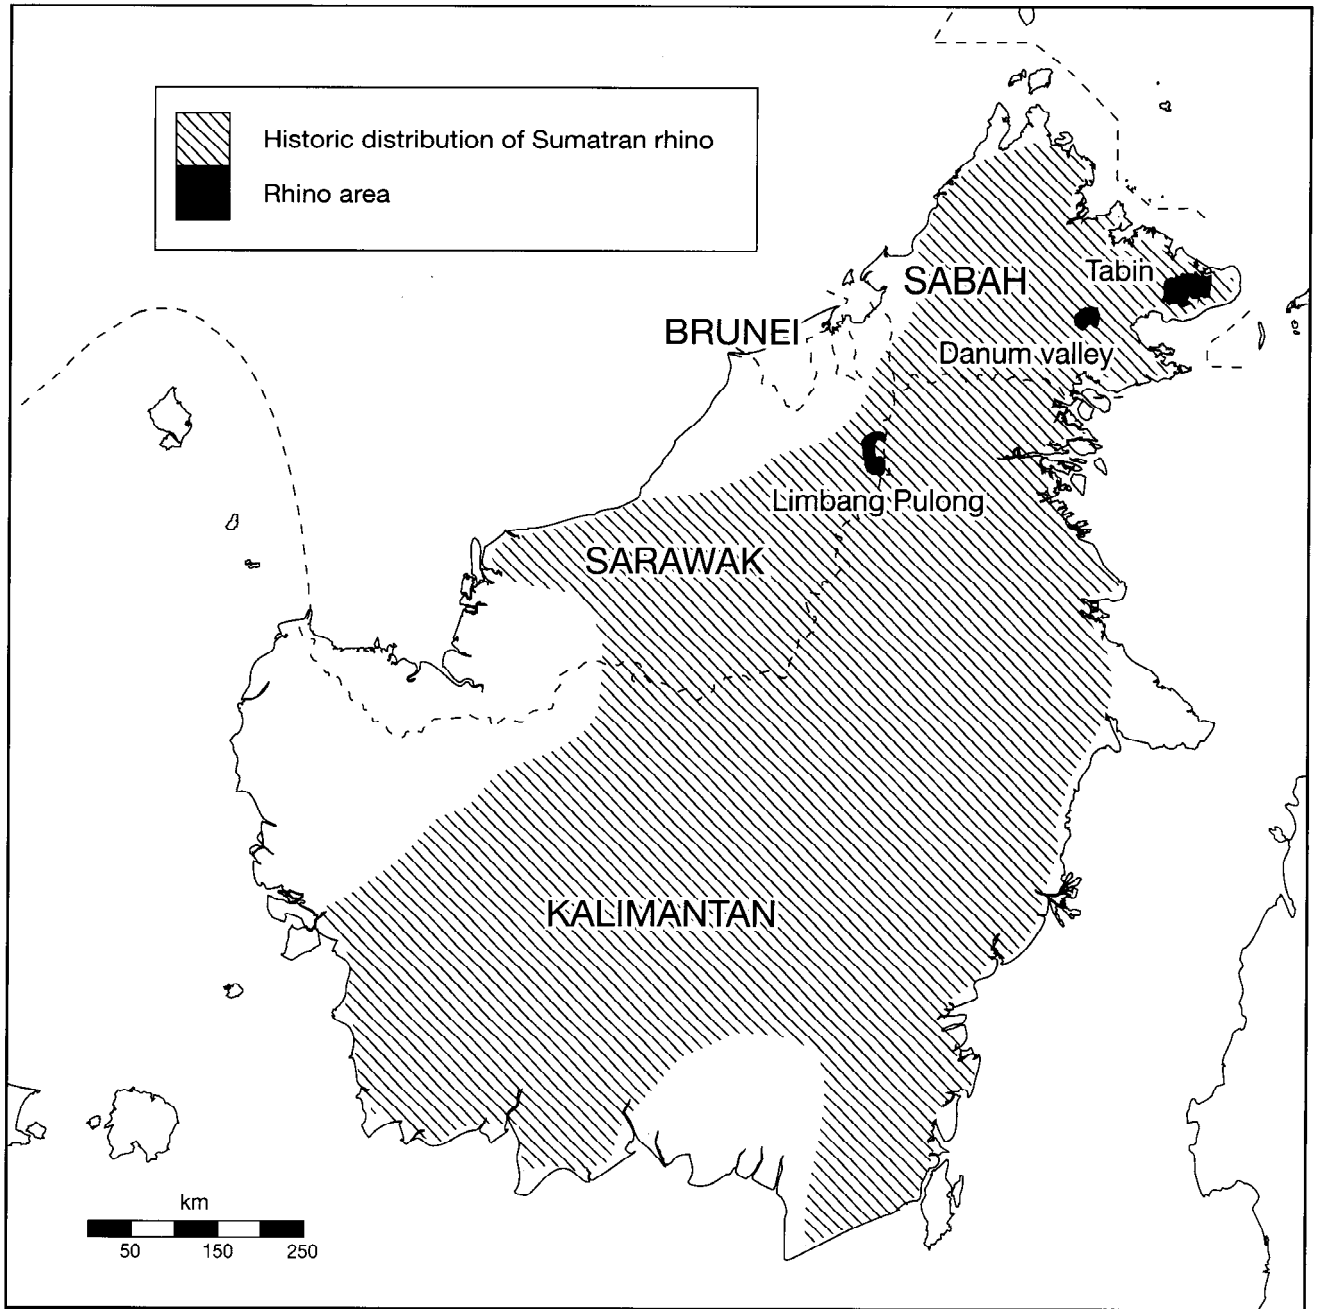 Historic distribution of Sumatran rhino
Rhino area
SABAH
Tabin
BRUNEI
Danum valley
Limbang Pulong
SARAWAK
KALIMANTAN
km
50 150 250